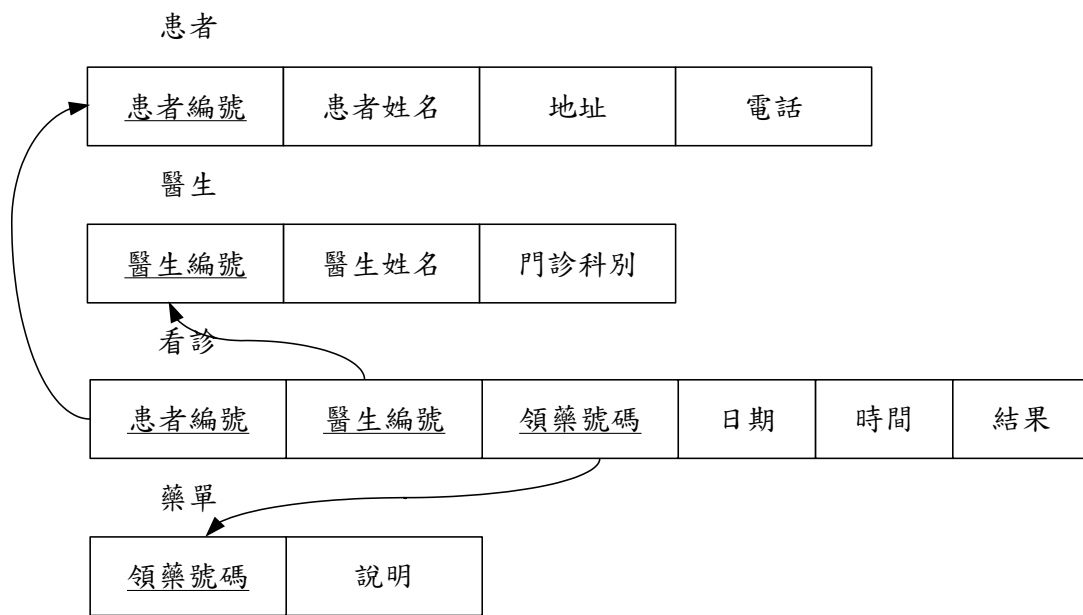 患者
患者編號 患者姓名 地址 電話
醫生
醫生編號 醫生姓名 門診科別
看診
患者編號 醫生編號 領藥號碼 日期 時間 結果
藥單
領藥號碼 說明